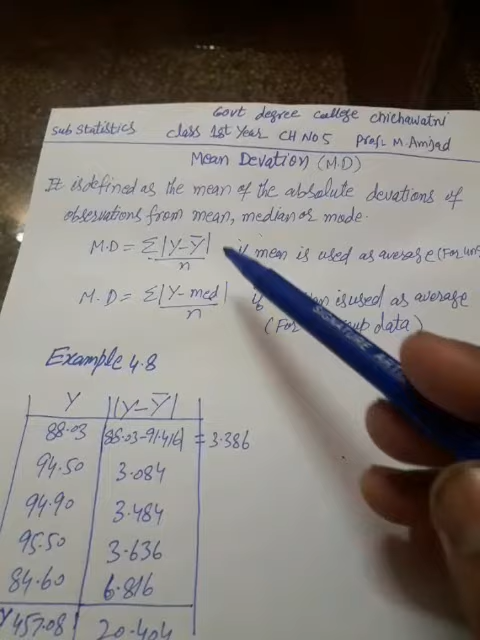 Govt degree college chichawatni
Sub Statistics class 1st Year CH NO 5 Prof. M. Amjad
Mean Devation (M.D)
It is defined as the mean of the absolute devations of
observations from mean, median or mode.
M.D = Σ|Y-Ȳ| / n if men is used as average (For
M.D = Σ|Y-med| / n is used as average
(For data)
Example 4.8
Y |Y-Ȳ|
88.03 |88.03-91.416| = 3.386
94.50 3.084
94.90 3.484
95.50 3.636
84.60 6.816
457.08 20.404